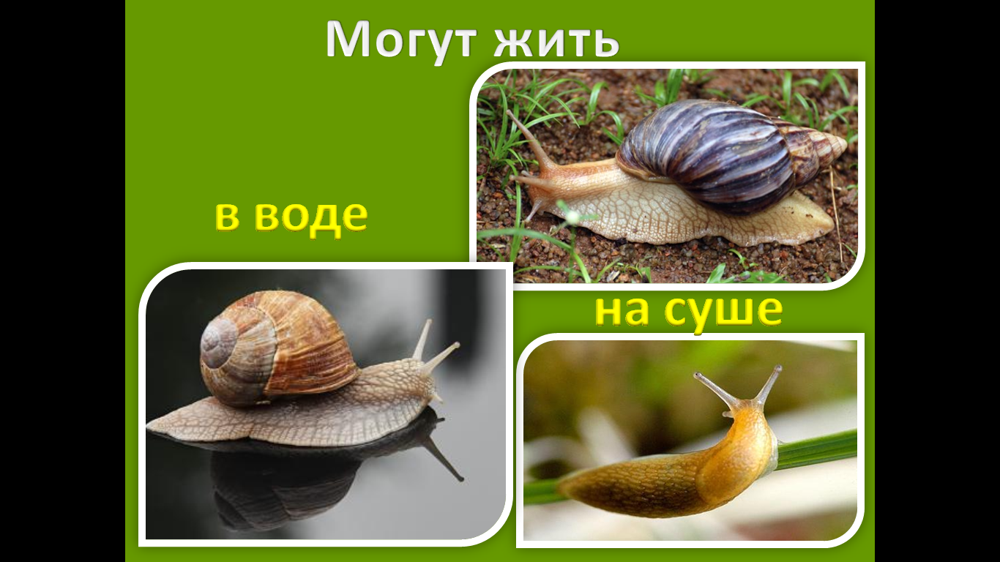 Могут жить
в воде
на суше